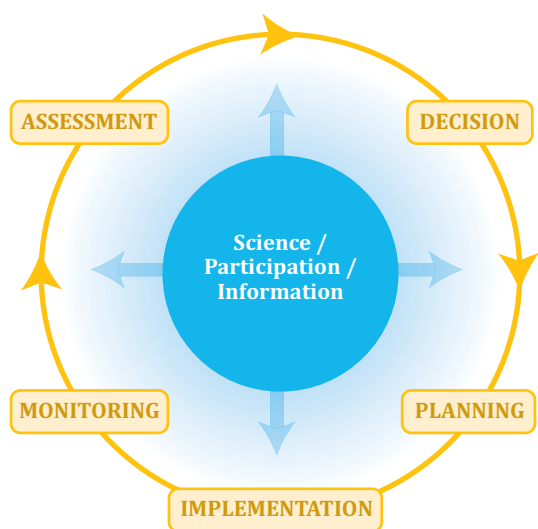 ASSESSMENT
DECISION
Science /
Participation /
Information
MONITORING
PLANNING
IMPLEMENTATION